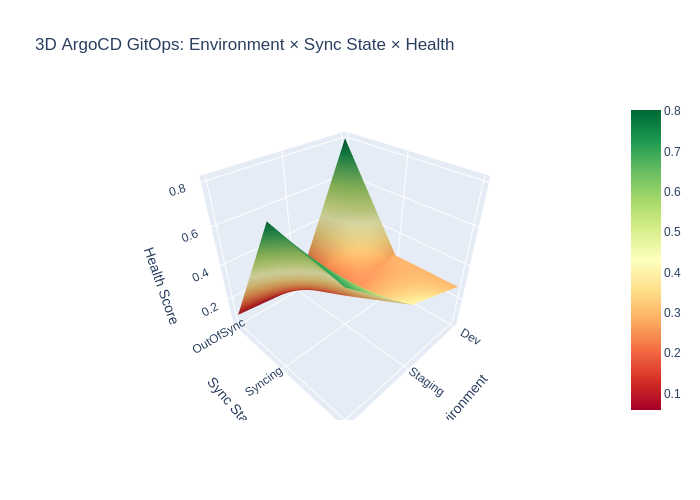 3D ArgoCD GitOps: Environment × Sync State × Health
0.8
0.6
0.4
0.2
Health Score
OutOfSync
Syncing
Sync Sta
Dev
Staging
ironment
0.8
0.7
0.6
0.5
0.4
0.3
0.2
0.1